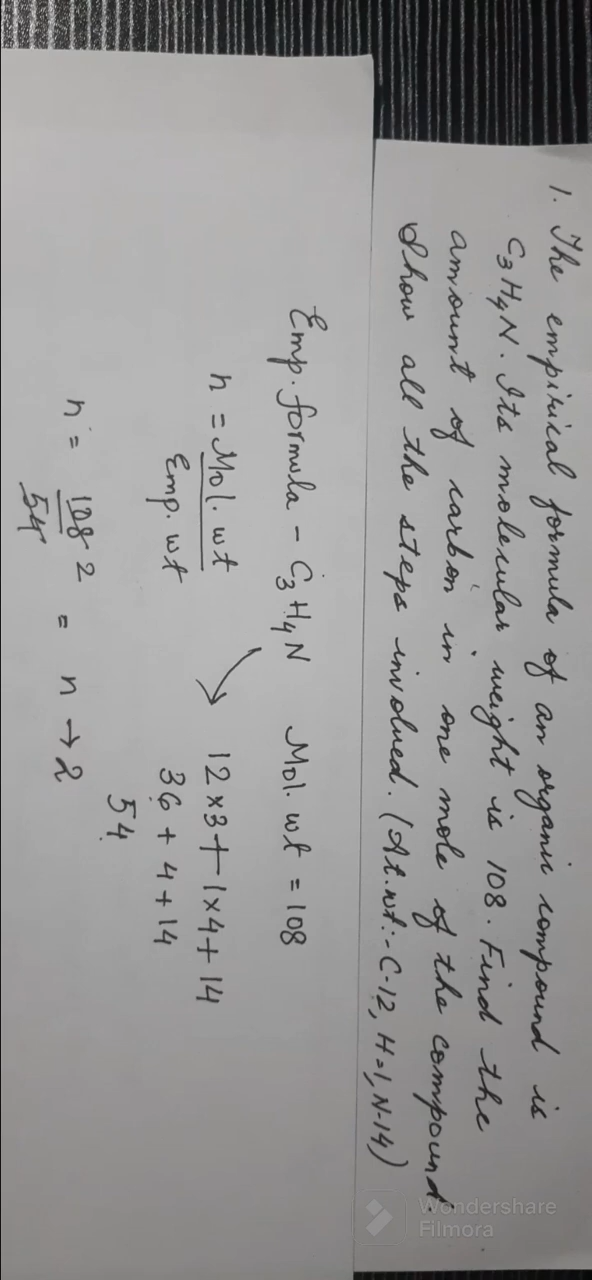 1. The empirical formula of an organic compound is
C3H4N. Its molecular weight is 108. Find the
amount of carbon in one mole of the compound.
Show all the steps involved. (At.wt:- C-12, H=1, N-14)
Emp. formula - C3H4N Mol. wt = 108
n = Mol. wt
Emp. wt
12×3+1×4+14
36+4+14
54
n = 108 2 = n → 2
54
Wondershare
Filmora